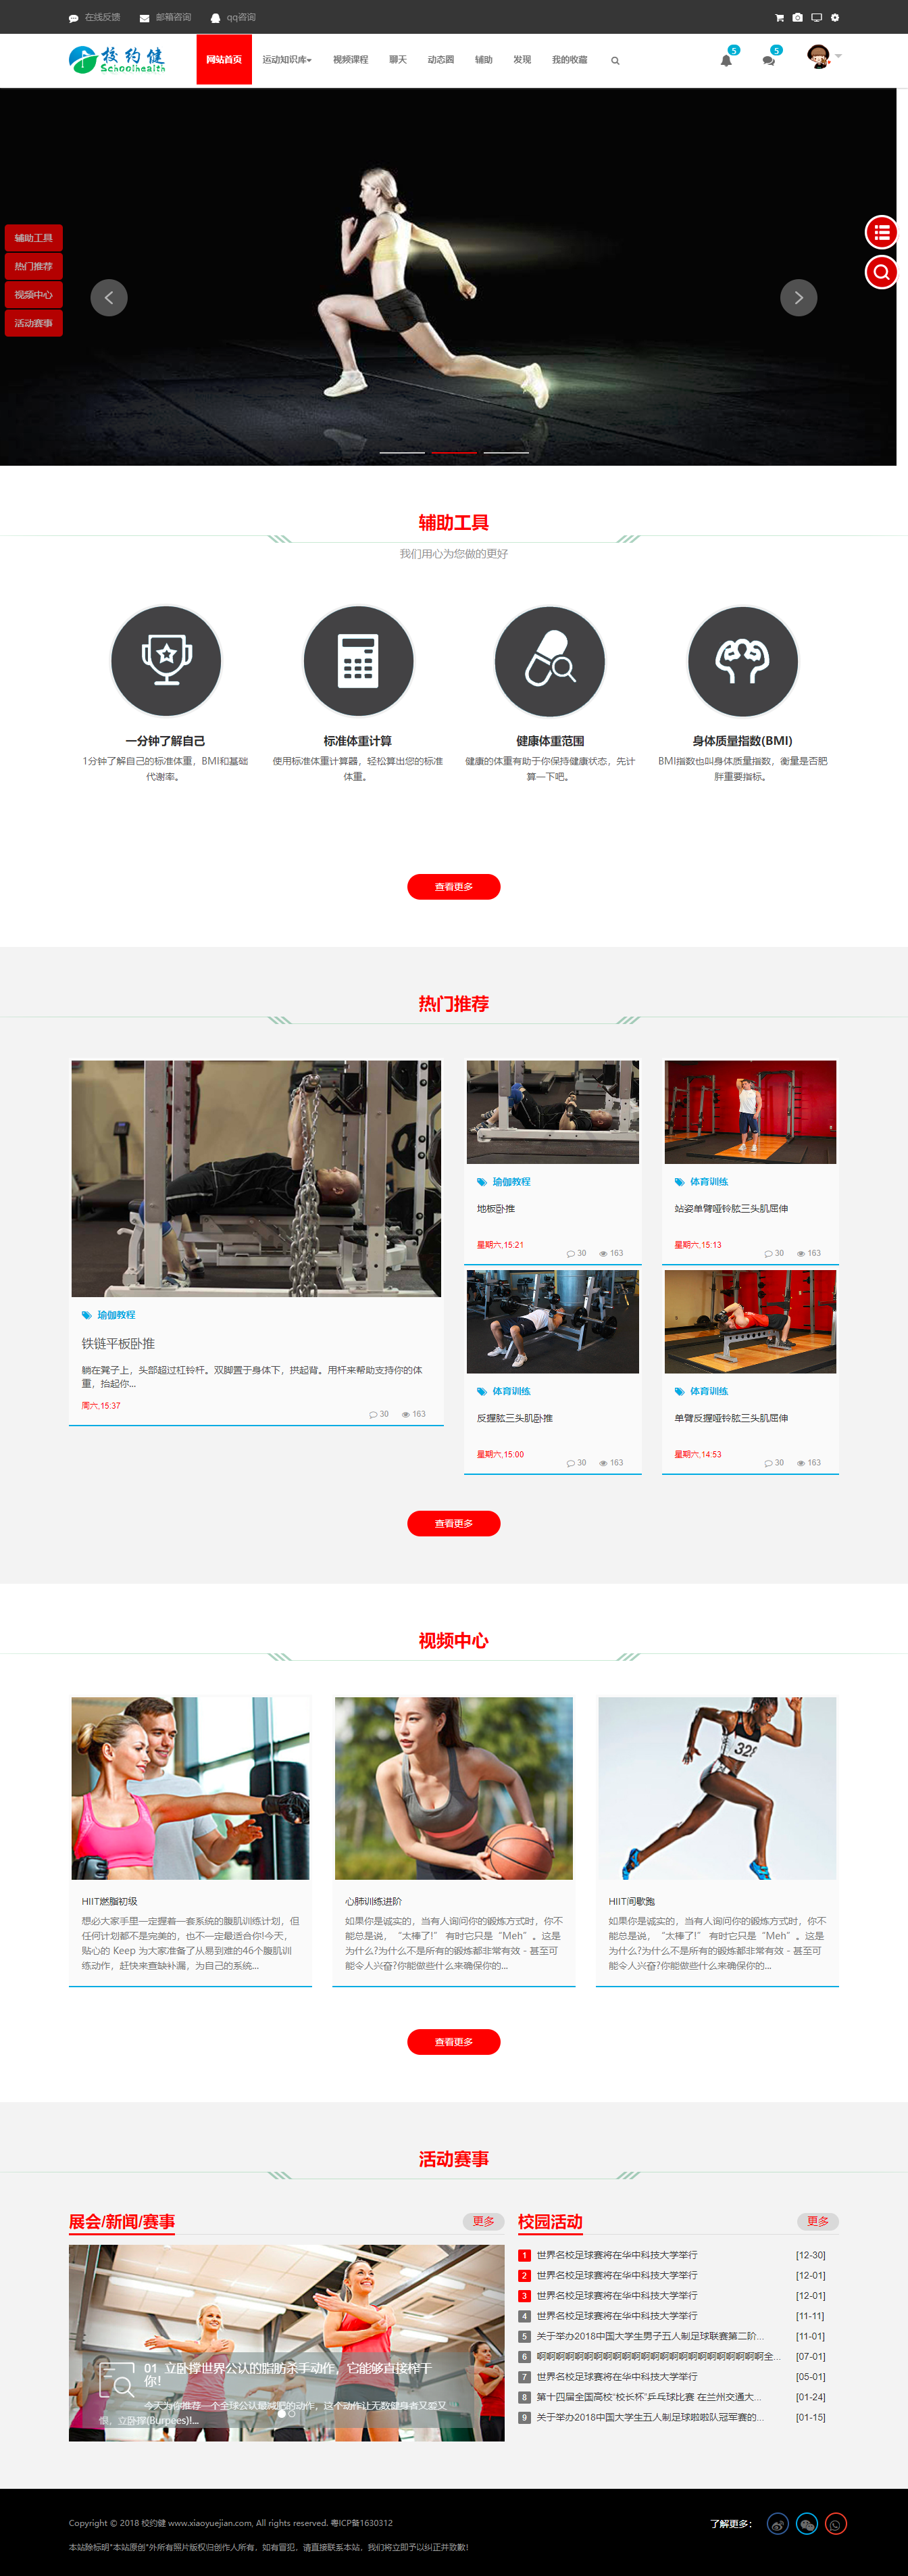 在线反馈 邮箱咨询 qq咨询
校约健
Schoolhealth
网站首页 运动知识库 视频课程 聊天 动态圈 辅助 发现 我的收藏
5 5
辅助工具
热门推荐
视频中心
活动赛事
辅助工具
我们用心为您做的更好
一分钟了解自己
1分钟了解自己的标准体重，BMI和基础
代谢率。
标准体重计算
使用标准体重计算器，轻松算出您的标准
体重。
健康体重范围
健康的体重有助于你保持健康状态，先计
算一下吧。
身体质量指数(BMI)
BMI指数也叫身体质量指数，衡量是否肥
胖重要指标。
查看更多
热门推荐
瑜伽教程
铁链平板卧推
躺在凳子上，头部超过杠铃杆。双脚置于身体下，拱起背。用杆来帮助支持你的体
重，抬起你...
周六,15:37
30 163
瑜伽教程
地板卧推
星期六,15:21
30 163
体育训练
站姿单臂哑铃肱三头肌屈伸
星期六,15:13
30 163
体育训练
反握肱三头肌卧推
星期六,15:00
30 163
体育训练
单臂反握哑铃肱三头肌屈伸
星期六,14:53
30 163
查看更多
视频中心
HIIT燃脂初级
想必大家手里一定握着一套系统的腹肌训练计划，但
任何计划都不是完美的，也不一定最适合你!今天，
贴心的 Keep 为大家准备了从易到难的46个腹肌训
练动作，赶快来查缺补漏，为自己的系统...
328
心肺训练进阶
如果你是诚实的，当有人询问你的锻炼方式时，你不
能总是说，“太棒了!” 有时它只是“Meh”。这是
为什么?为什么不是所有的锻炼都非常有效 - 甚至可
能令人兴奋?你能做些什么来确保你的...
HIIT间歇跑
如果你是诚实的，当有人询问你的锻炼方式时，你不
能总是说，“太棒了!” 有时它只是“Meh”。这是
为什么?为什么不是所有的锻炼都非常有效 - 甚至可
能令人兴奋?你能做些什么来确保你的...
查看更多
活动赛事
展会/新闻/赛事 更多
01 立卧撑世界公认的脂肪杀手动作，它能够直接榨干
你!
今天为你推荐一个全球公认最减肥的动作，这个动作让无数健身者又爱又
恨，立卧撑(Burpees)!...
校园活动 更多
1 世界名校足球赛将在华中科技大学举行 [12-30]
2 世界名校足球赛将在华中科技大学举行 [12-01]
3 世界名校足球赛将在华中科技大学举行 [12-01]
4 世界名校足球赛将在华中科技大学举行 [11-11]
5 关于举办2018中国大学生男子五人制足球联赛第二阶... [11-01]
6 啊啊啊啊啊啊啊啊啊啊啊啊啊啊啊啊啊啊啊啊啊啊啊啊全... [07-01]
7 世界名校足球赛将在华中科技大学举行 [05-01]
8 第十四届全国高校“校长杯”乒乓球比赛 在兰州交通大... [01-24]
9 关于举办2018中国大学生五人制足球啦啦队冠军赛的... [01-15]
Copyright © 2018 校约健 www.xiaoyuejian.com, All rights reserved. 粤ICP备1630312
了解更多：
本站除标明"本站原创"外所有照片版权归创作人所有，如有冒犯，请直接联系本站，我们将立即予以纠正并致歉!